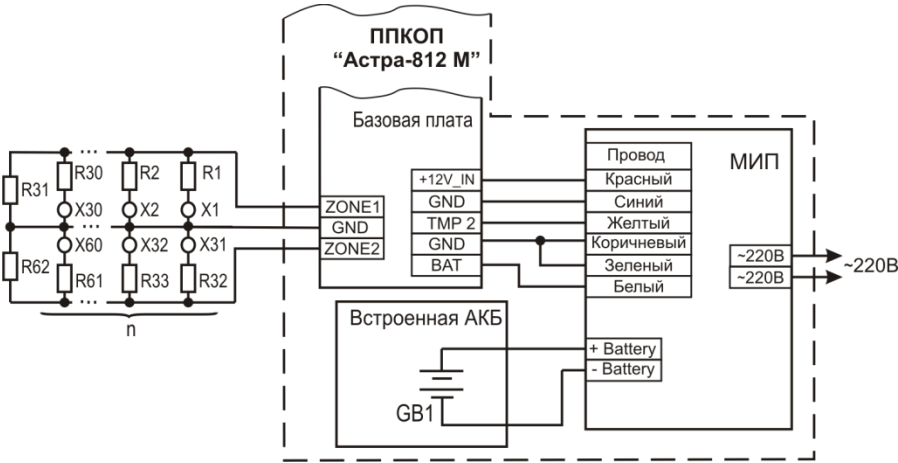 ППКОП
“Астра-812 М”
Базовая плата
+12V_IN
GND
TMP 2
GND
BAT
ZONE1
GND
ZONE2
... 
R30
R2
R1
R31
X30
X2
X1
X60
X32
X31
R62
R61
R33
R32
...
n
Провод
Красный
Синий
Желтый
Коричневый
Зеленый
Белый
МИП
~220В
~220В
~220В
+ Battery
- Battery
Встроенная АКБ
GB1